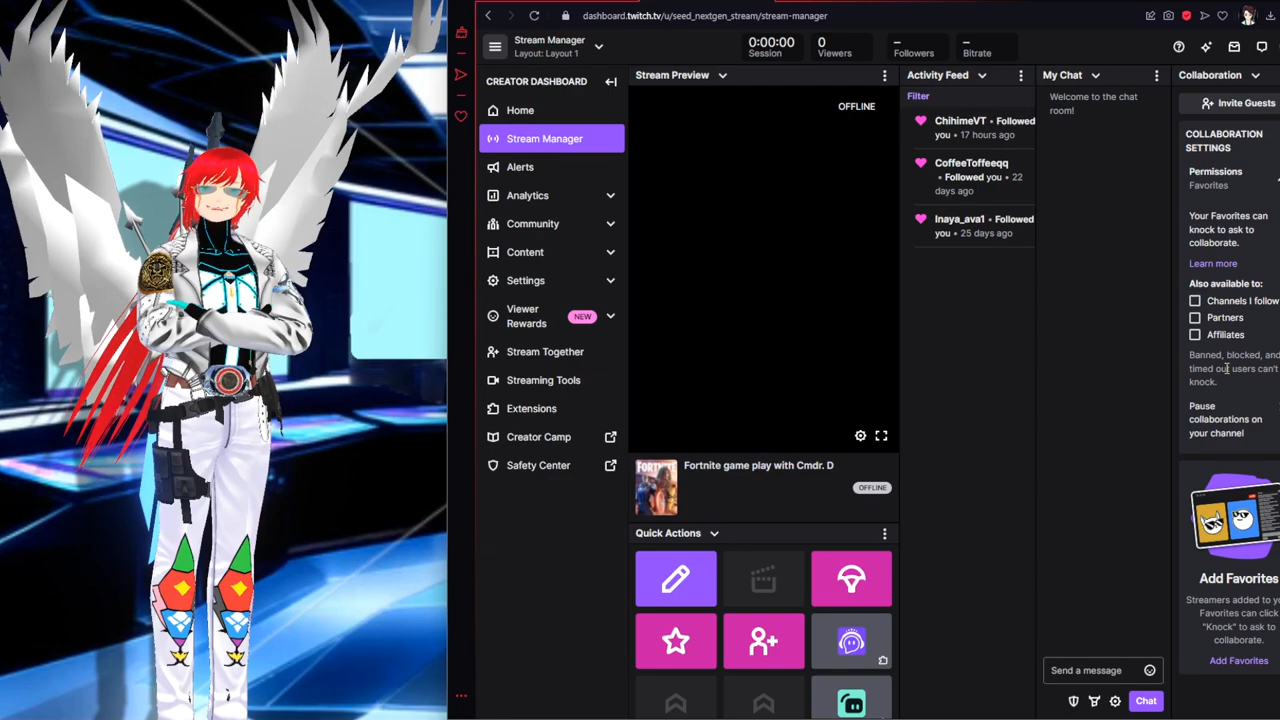 dashboard.twitch.tv/u/seed_nextgen_stream/stream-manager
Stream Manager
Layout: Layout 1
0:00:00
Session
0
Viewers
–
Followers
–
Bitrate
CREATOR DASHBOARD
Home
Stream Manager
Alerts
Analytics
Community
Content
Settings
Viewer
Rewards
NEW
Stream Together
Streaming Tools
Extensions
Creator Camp
Safety Center
Stream Preview
OFFLINE
FORTNITE
Fortnite game play with Cmdr. D
OFFLINE
Quick Actions
Activity Feed
Filter
ChihimeVT • Followed
you • 17 hours ago
CoffeeToffeeqq
• Followed you • 22
days ago
Inaya_ava1 • Followed
you • 25 days ago
My Chat
Welcome to the chat
room!
Send a message
Chat
Collaboration
Invite Guests
COLLABORATION
SETTINGS
Permissions
Favorites
Your Favorites can
knock to ask to
collaborate.
Learn more
Also available to:
Channels I follow
Partners
Affiliates
Banned, blocked, and
timed out users can't
knock.
Pause
collaborations on
your channel
Add Favorites
Streamers added to yo
Favorites can click
"Knock" to ask to
collaborate.
Add Favorites